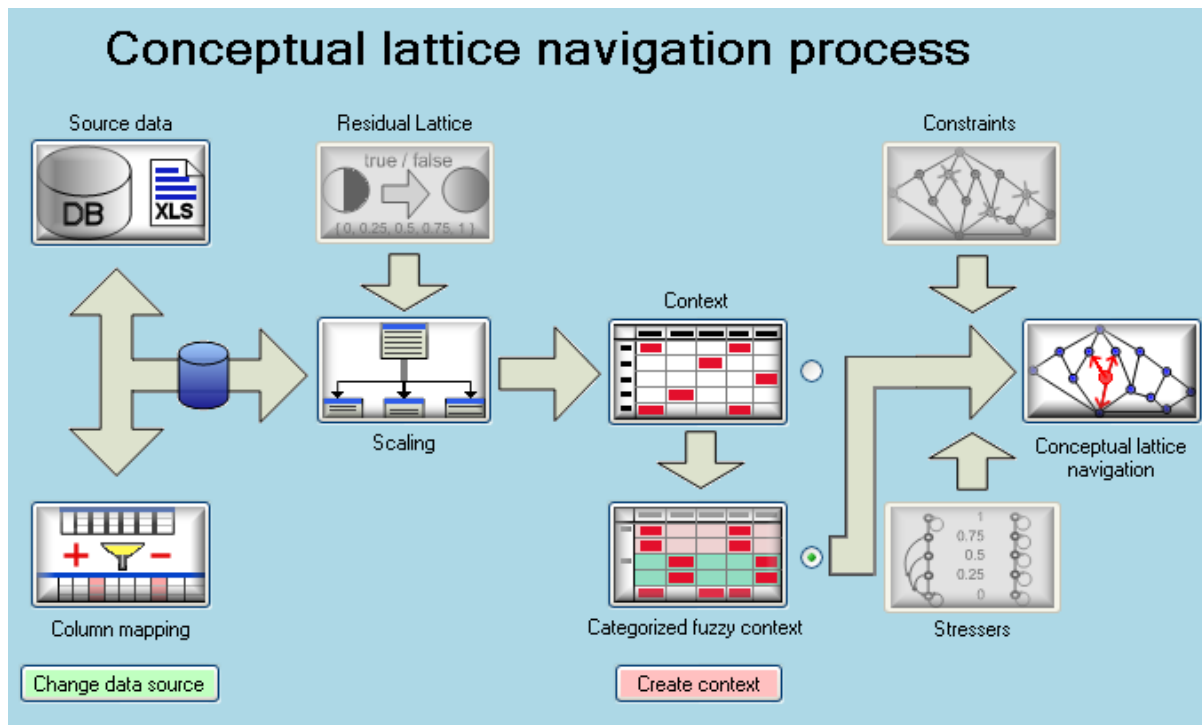 Conceptual lattice navigation process
Source data
Residual Lattice
Constraints
DB
XLS
true / false
{ 0, 0.25, 0.5, 0.75, 1 }
Context
Scaling
Conceptual lattice
navigation
1
0.75
0.5
0.25
0
Column mapping
Categorized fuzzy context
Stressers
Change data source
Create context